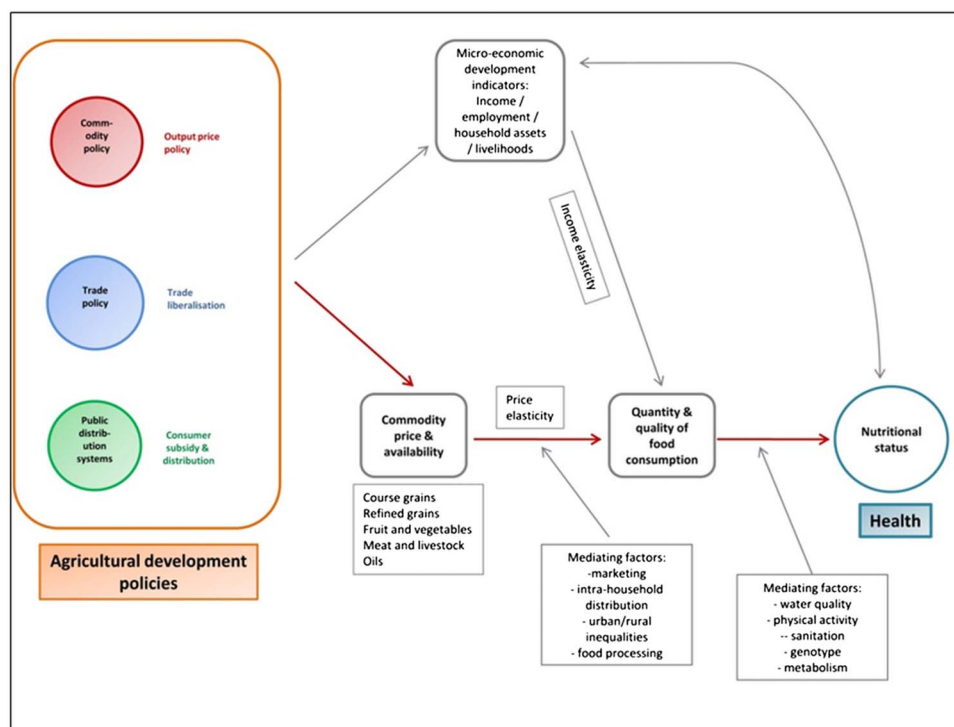 Comm-
odity
policy
Output price
policy
Trade
policy
Trade
liberalisation
Public
distrib-
ution
systems
Consumer
subsidy &
distribution
Agricultural development
policies
Micro-economic
development
indicators:
Income /
employment /
household assets
/ livelihoods
Income elasticity
Commodity
price &
availability
Price
elasticity
Quantity &
quality of
food
consumption
Nutritional
status
Health
Course grains
Refined grains
Fruit and vegetables
Meat and livestock
Oils
Mediating factors:
-marketing
- intra-household
distribution
- urban/rural
inequalities
- food processing
Mediating factors:
- water quality
- physical activity
-- sanitation
- genotype
- metabolism